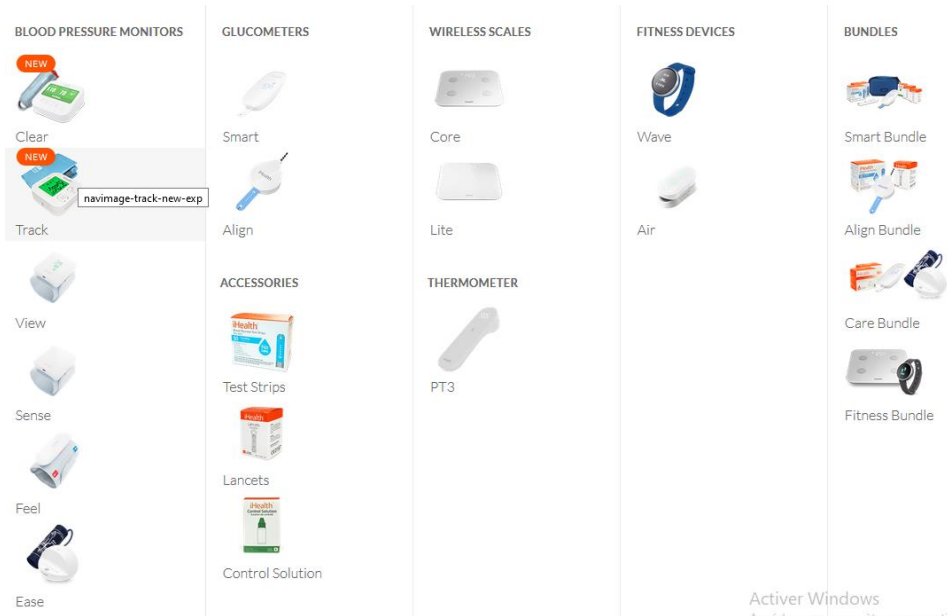 BLOOD PRESSURE MONITORS
NEW
Clear
NEW
navimage-track-new-exp
Track
View
Sense
Feel
Ease
GLUCOMETERS
Smart
Align
ACCESSORIES
iHealth
Test Strips
iHealth
Lancets
iHealth
Control Solution
Control Solution
WIRELESS SCALES
Core
Lite
THERMOMETER
PT3
FITNESS DEVICES
Wave
Air
BUNDLES
Smart Bundle
Align Bundle
Care Bundle
Fitness Bundle
Activer Windows